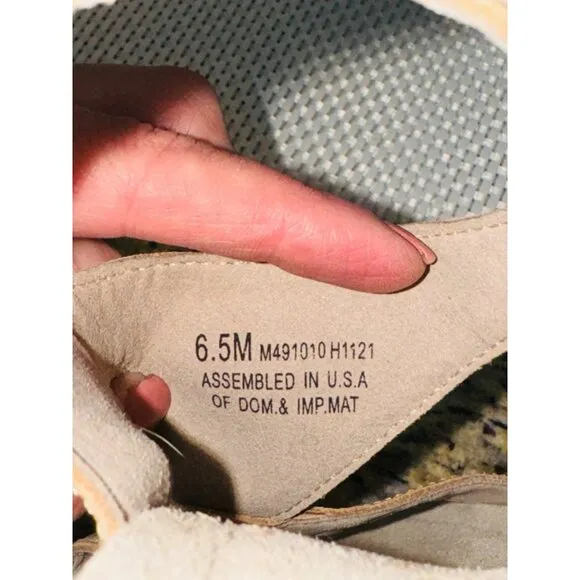 6.5M M491010 H1121
ASSEMBLED IN U.S.A
OF DOM.& IMP.MAT